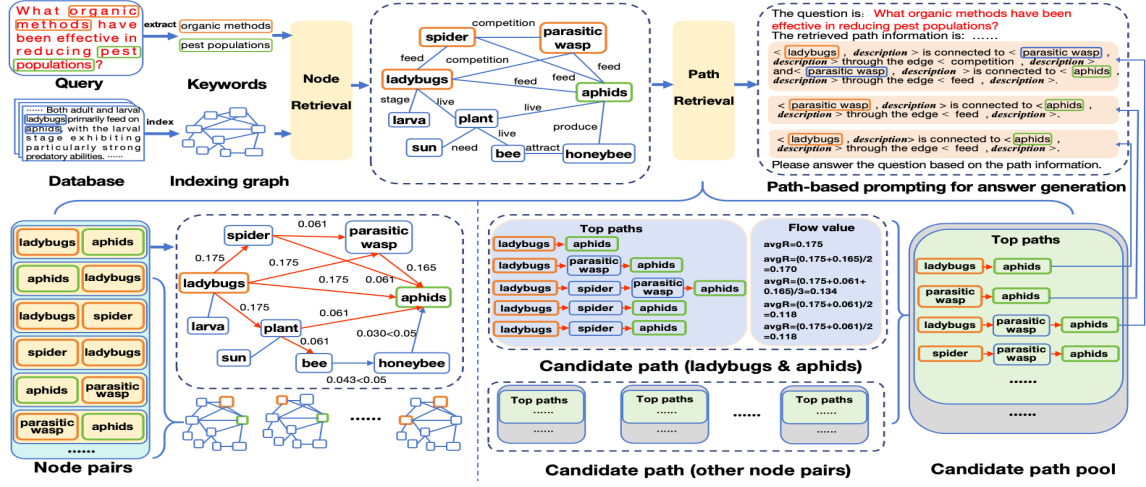 What organic
methods have
been effective in
reducing pest
populations?
Query
extract
organic methods
pest populations
Keywords
...... Both adult and larval
ladybugs primarily feed on
aphids, with the larval
stage exhibiting
particularly strong
predatory abilities. ......
Database
index
Indexing graph
Node
Retrieval
competition
spider
parasitic
wasp
feed
competition
feed
feed
ladybugs
feed
aphids
stage
live
live
larva
plant
produce
live
sun
need
bee
attract
honeybee
Path
Retrieval
The question is: What organic methods have been
effective in reducing pest populations?
The retrieved path information is: ......
< ladybugs , description > is connected to < parasitic wasp ,
description > through the edge < competition , description >
and< parasitic wasp , description > is connected to < aphids ,
description > through the edge < feed , description >.
< parasitic wasp , description > is connected to < aphids ,
description > through the edge < feed , description >.
< ladybugs , description> is connected to < aphids ,
description > through the edge < feed , description >.
Please answer the question based on the path information.
Path-based prompting for answer generation
ladybugs aphids
aphids ladybugs
ladybugs spider
spider ladybugs
aphids parasitic
wasp
parasitic
wasp aphids
......
Node pairs
0.061
spider
parasitic
wasp
0.175
0.175
0.165
ladybugs
0.175
0.061
aphids
0.175
0.061
larva
plant
0.030<0.05
sun
0.061
bee
honeybee
0.043<0.05
......
Top paths
ladybugs aphids
ladybugs parasitic
wasp aphids
ladybugs spider parasitic
wasp aphids
ladybugs spider aphids
ladybugs spider aphids
Flow value
avgR=0.175
avgR=(0.175+0.165)/2
=0.170
avgR=(0.175+0.061+
0.165)/3=0.134
avgR=(0.175+0.061)/2
=0.118
avgR=(0.175+0.061)/2
=0.118
Candidate path (ladybugs & aphids)
Top paths
......
......
Top paths
......
......
......
Top paths
......
......
Candidate path (other node pairs)
Top paths
ladybugs aphids
parasitic
wasp aphids
ladybugs parasitic
wasp aphids
spider parasitic
wasp aphids
......
......
Candidate path pool